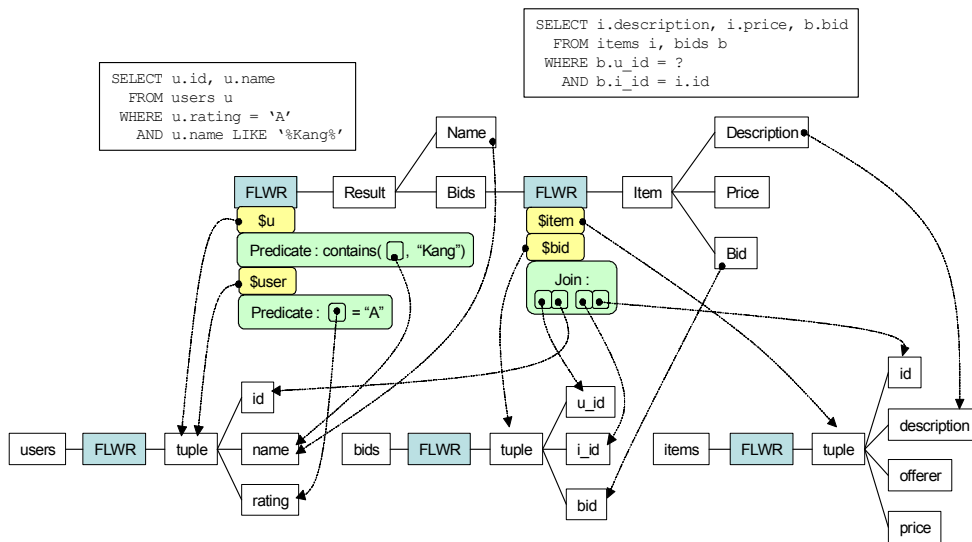 SELECT i.description, i.price, b.bid
FROM items i, bids b
WHERE b.u_id = ?
AND b.i_id = i.id
SELECT u.id, u.name
FROM users u
WHERE u.rating = ‘A’
AND u.name LIKE ‘%Kang%’
Name
Description
FLWR
Result
Bids
FLWR
Item
Price
$u
$item
Predicate : contains( , “Kang”)
$bid
Bid
$user
Join :
Predicate : = “A”
id
id
u_id
description
users
FLWR
tuple
name
bids
FLWR
tuple
i_id
items
FLWR
tuple
offerer
rating
bid
price